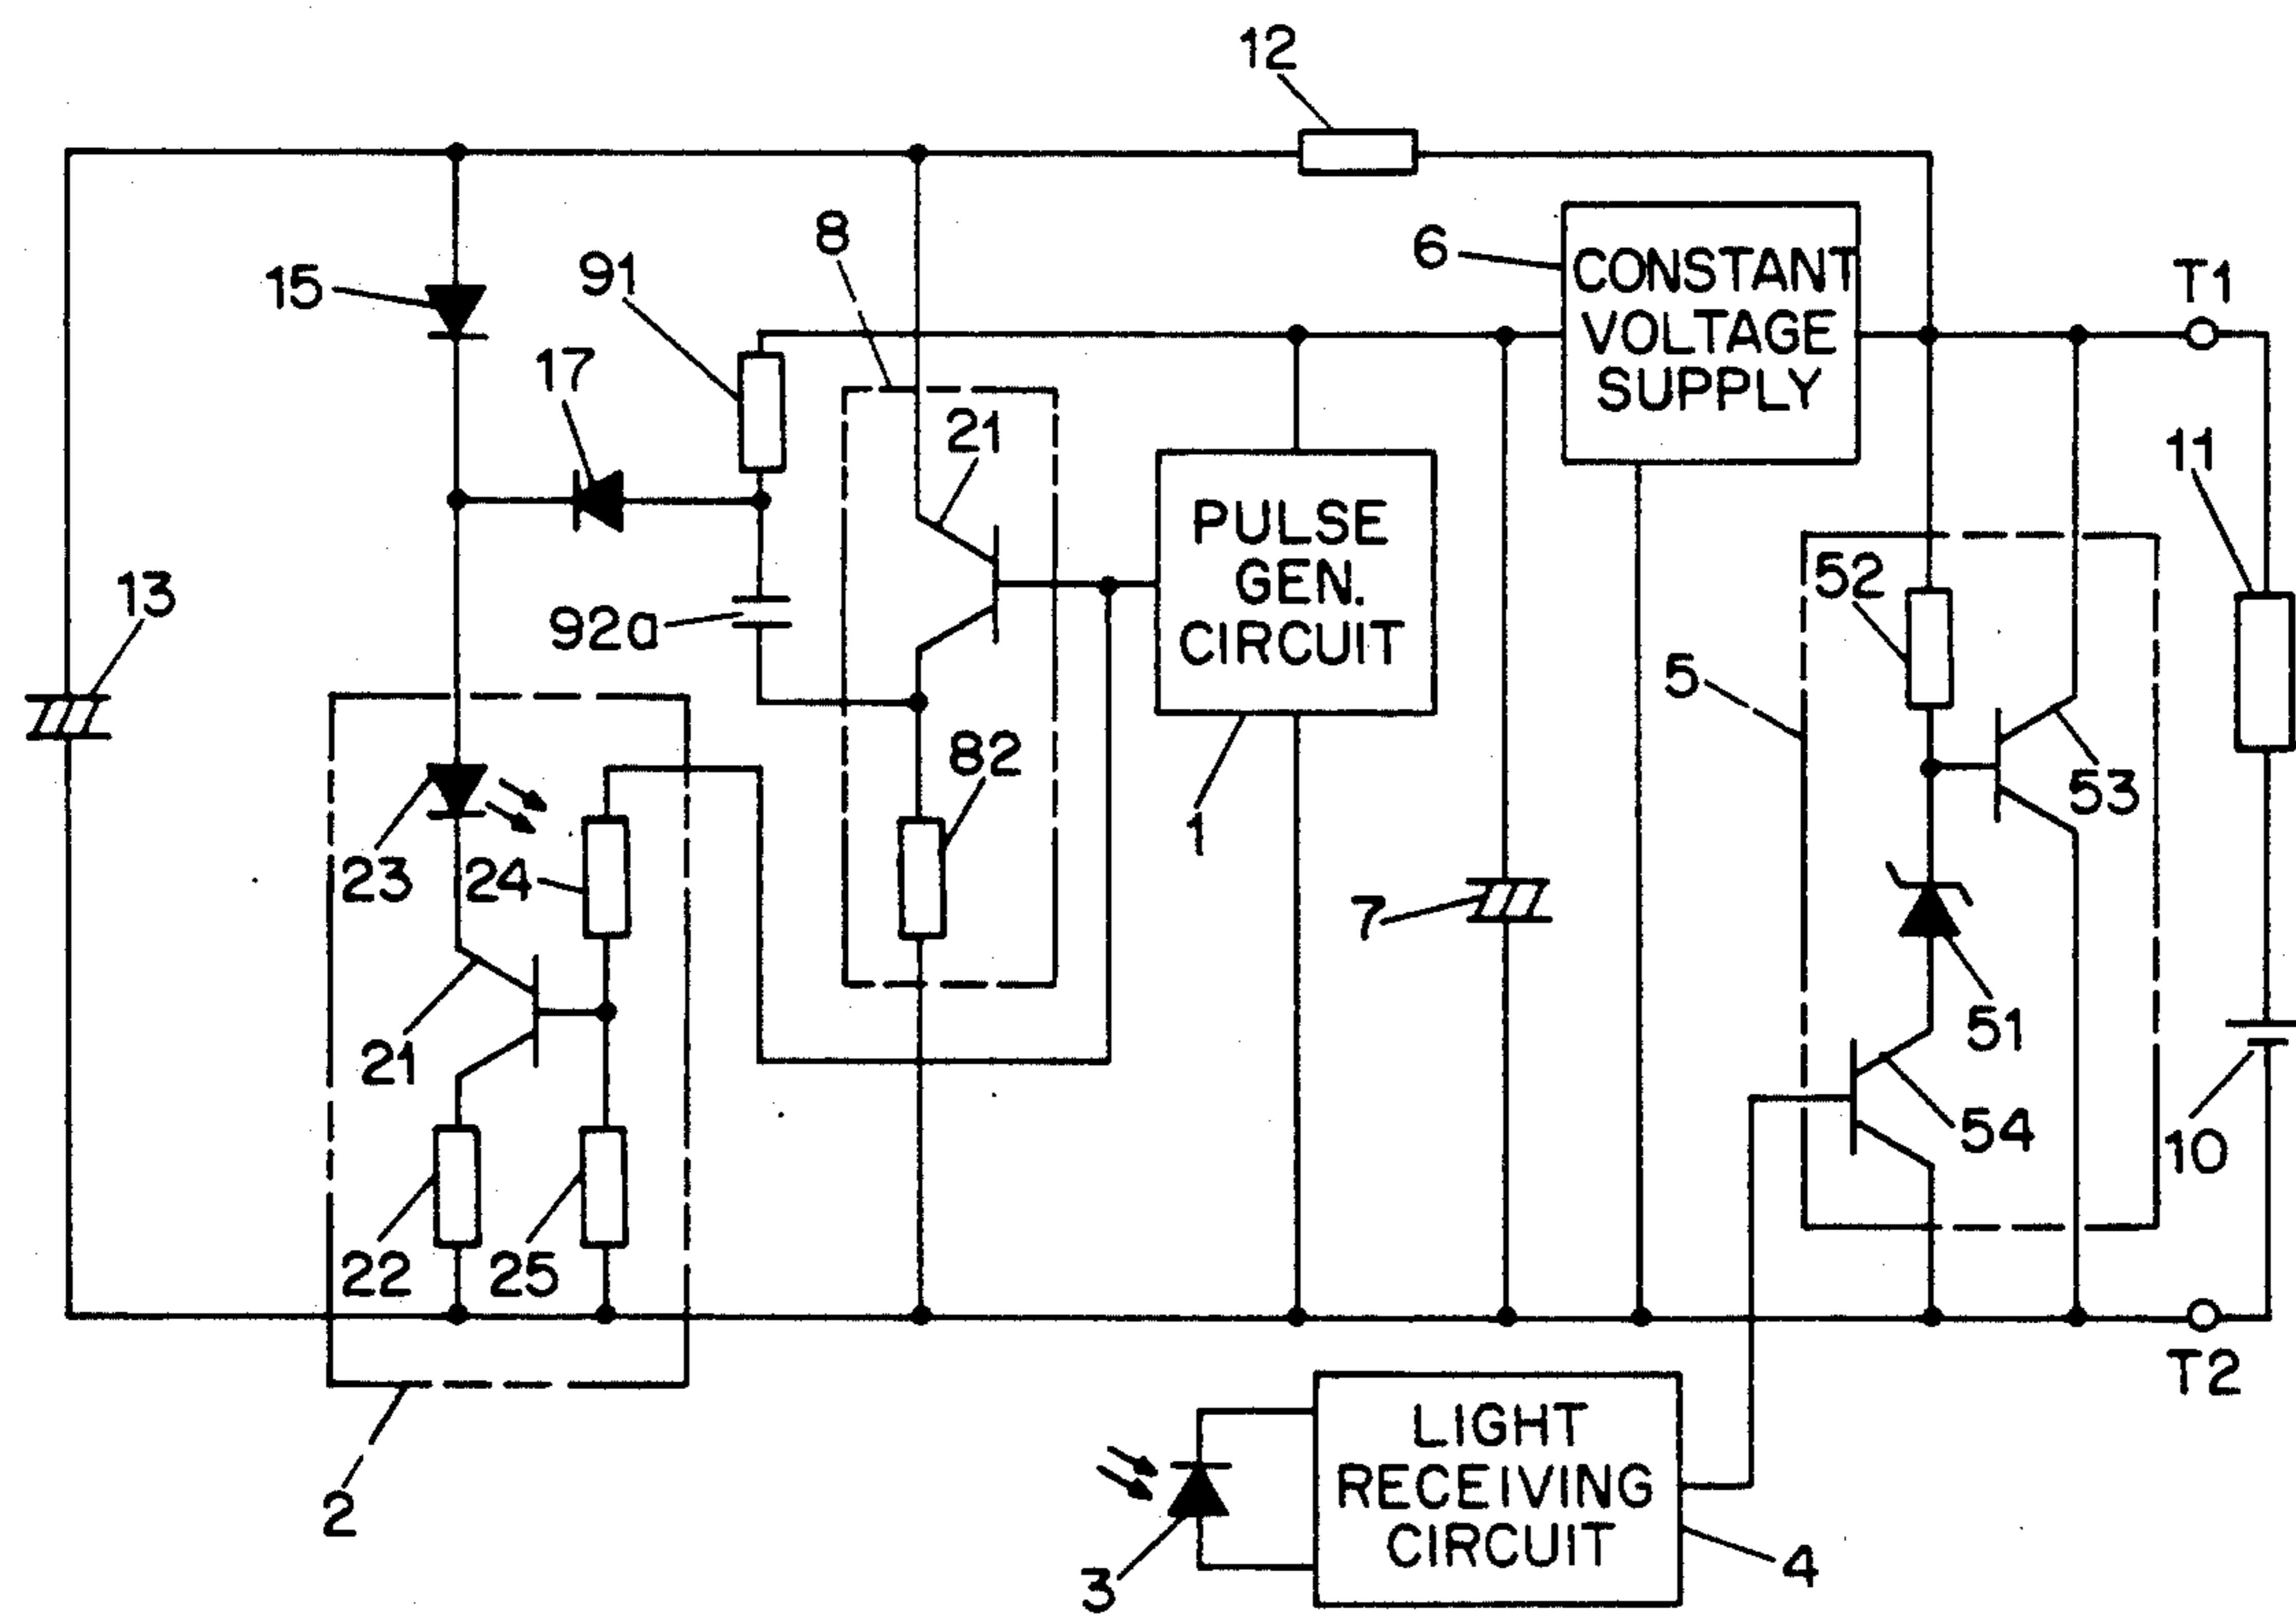 12
8
6
CONSTANT
VOLTAGE
SUPPLY
T1
15
91
17
21
11
PULSE
GEN.
CIRCUIT
52
13
92a
5
82
53
1
23
24
7
51
21
54
10
22
25
T2
2
LIGHT
RECEIVING
CIRCUIT
3
4